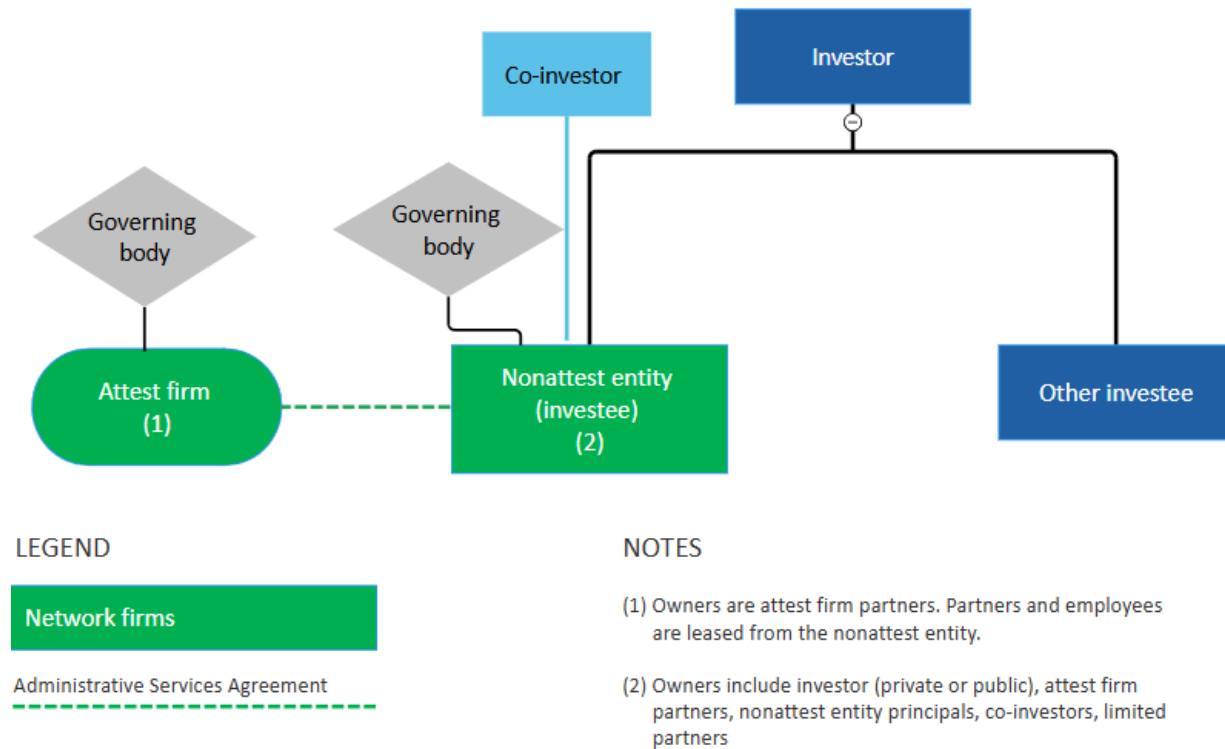 Co-investor
Investor
Governing
body
Governing
body
Attest firm
(1)
Nonattest entity
(investee)
(2)
Other investee
LEGEND
Network firms
Administrative Services Agreement
NOTES
(1) Owners are attest firm partners. Partners and employees
are leased from the nonattest entity.
(2) Owners include investor (private or public), attest firm
partners, nonattest entity principals, co-investors, limited
partners